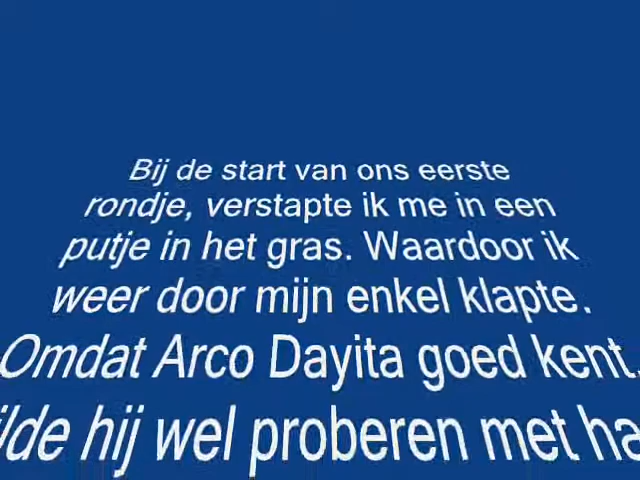 Bij de start van ons eerste
rondje, verstapte ik me in een
putje in het gras. Waardoor ik
weer door mijn enkel klapte.
Omdat Arco Dayita goed kent.
hij wel proberen met